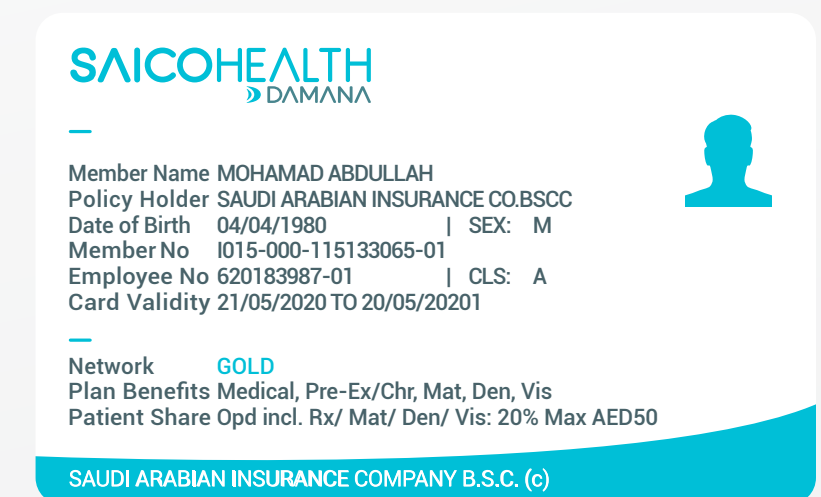 SAICOHEALTH
DAMANA
Member Name MOHAMAD ABDULLAH
Policy Holder SAUDI ARABIAN INSURANCE CO.BSCC
Date of Birth 04/04/1980 | SEX: M
Member No I015-000-115133065-01
Employee No 620183987-01 | CLS: A
Card Validity 21/05/2020 TO 20/05/20201
Network GOLD
Plan Benefits Medical, Pre-Ex/Chr, Mat, Den, Vis
Patient Share Opd incl. Rx/ Mat/ Den/ Vis: 20% Max AED50
SAUDI ARABIAN INSURANCE COMPANY B.S.C. (c)